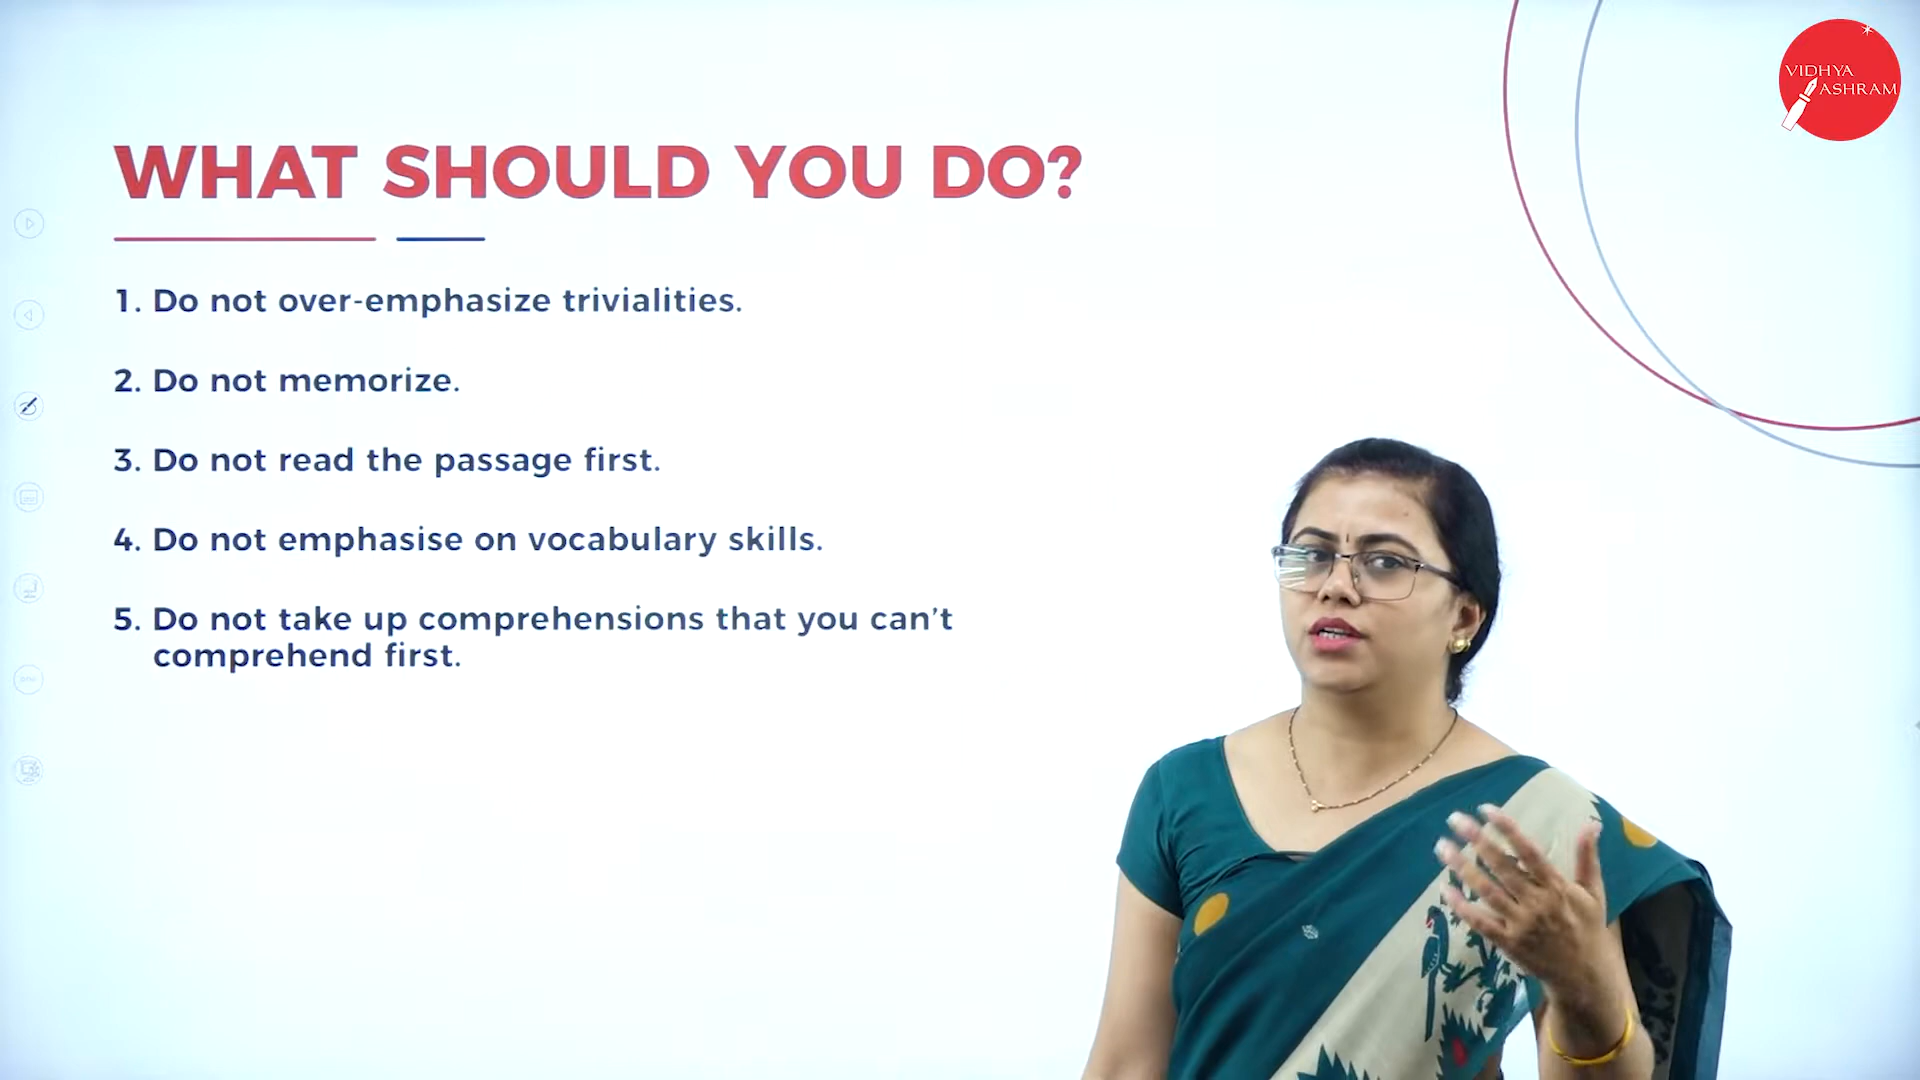 VIDHYA
ASHRAM
WHAT SHOULD YOU DO?
1. Do not over-emphasize trivialities.
2. Do not memorize.
3. Do not read the passage first.
4. Do not emphasise on vocabulary skills.
5. Do not take up comprehensions that you can't
comprehend first.